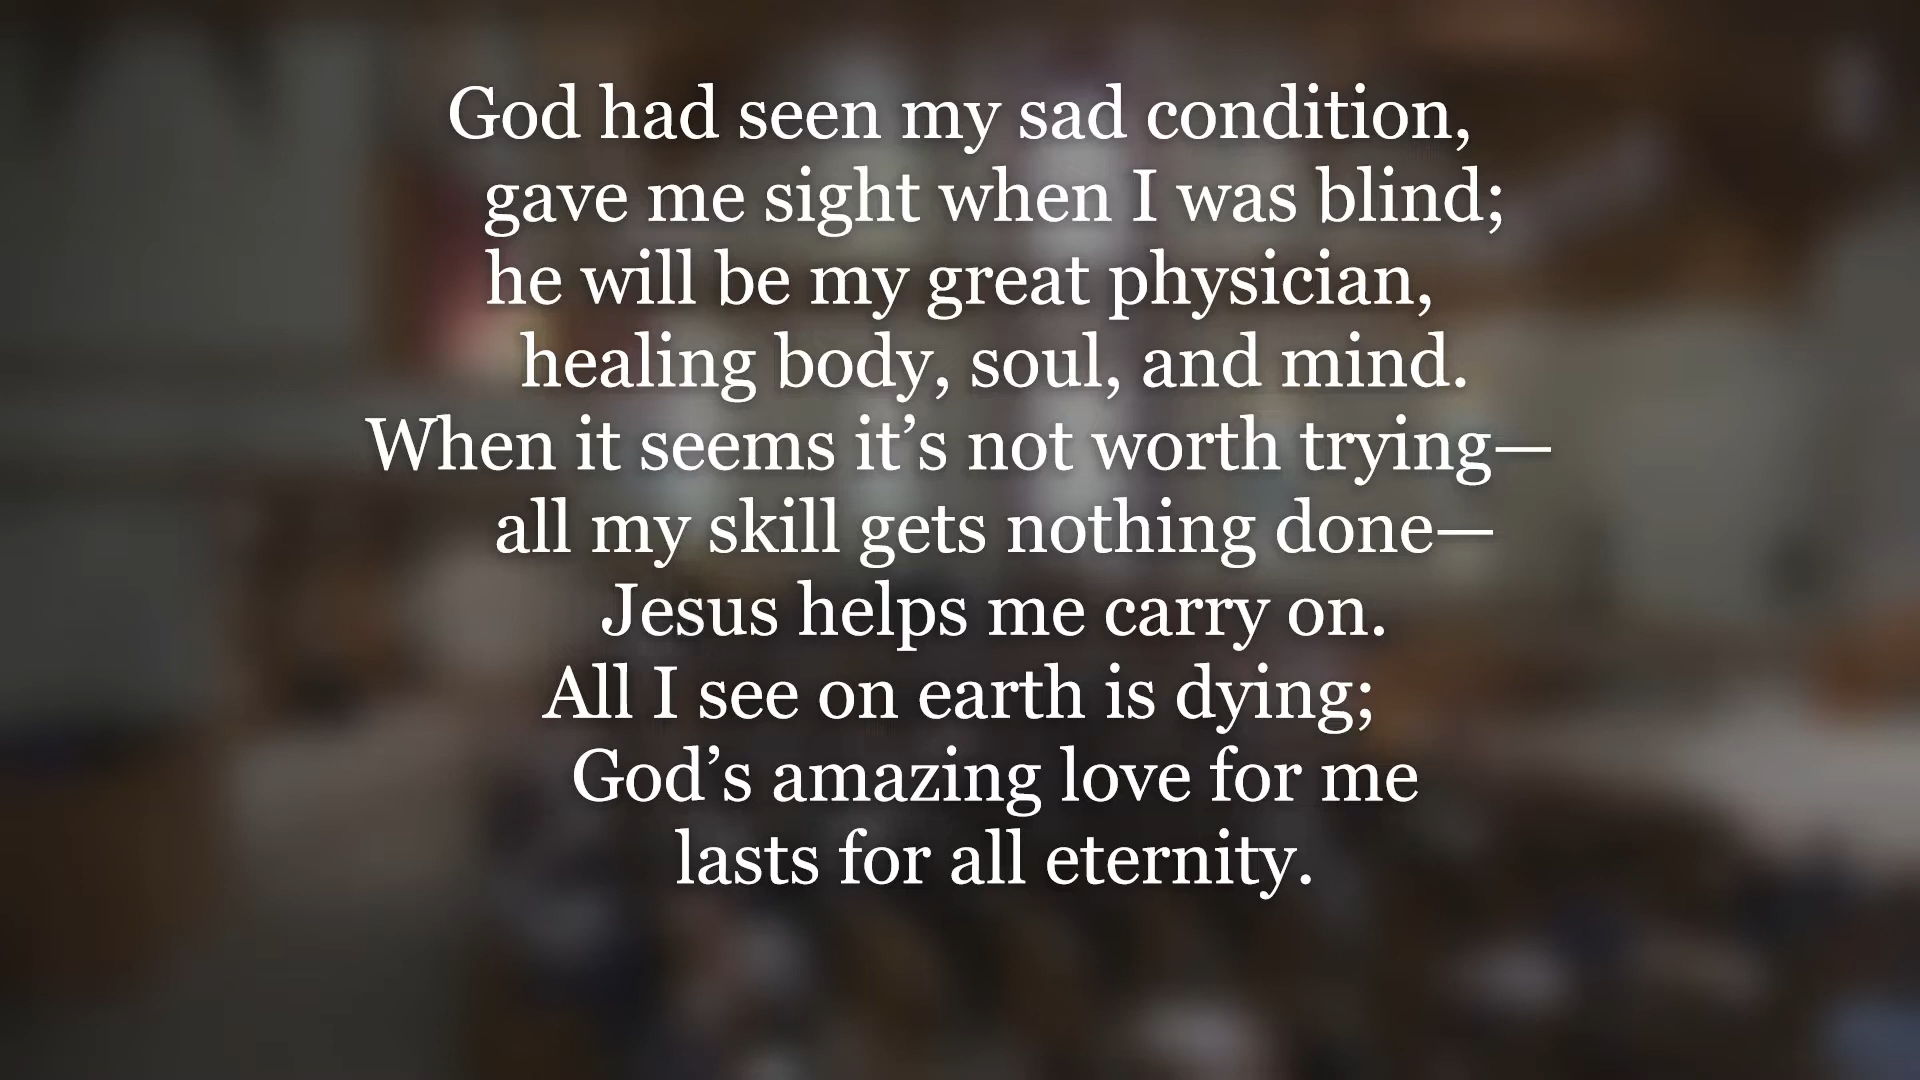 God had seen my sad condition,
gave me sight when I was blind;
he will be my great physician,
healing body, soul, and mind.
When it seems it’s not worth trying—
all my skill gets nothing done—
Jesus helps me carry on.
All I see on earth is dying;
God’s amazing love for me
lasts for all eternity.